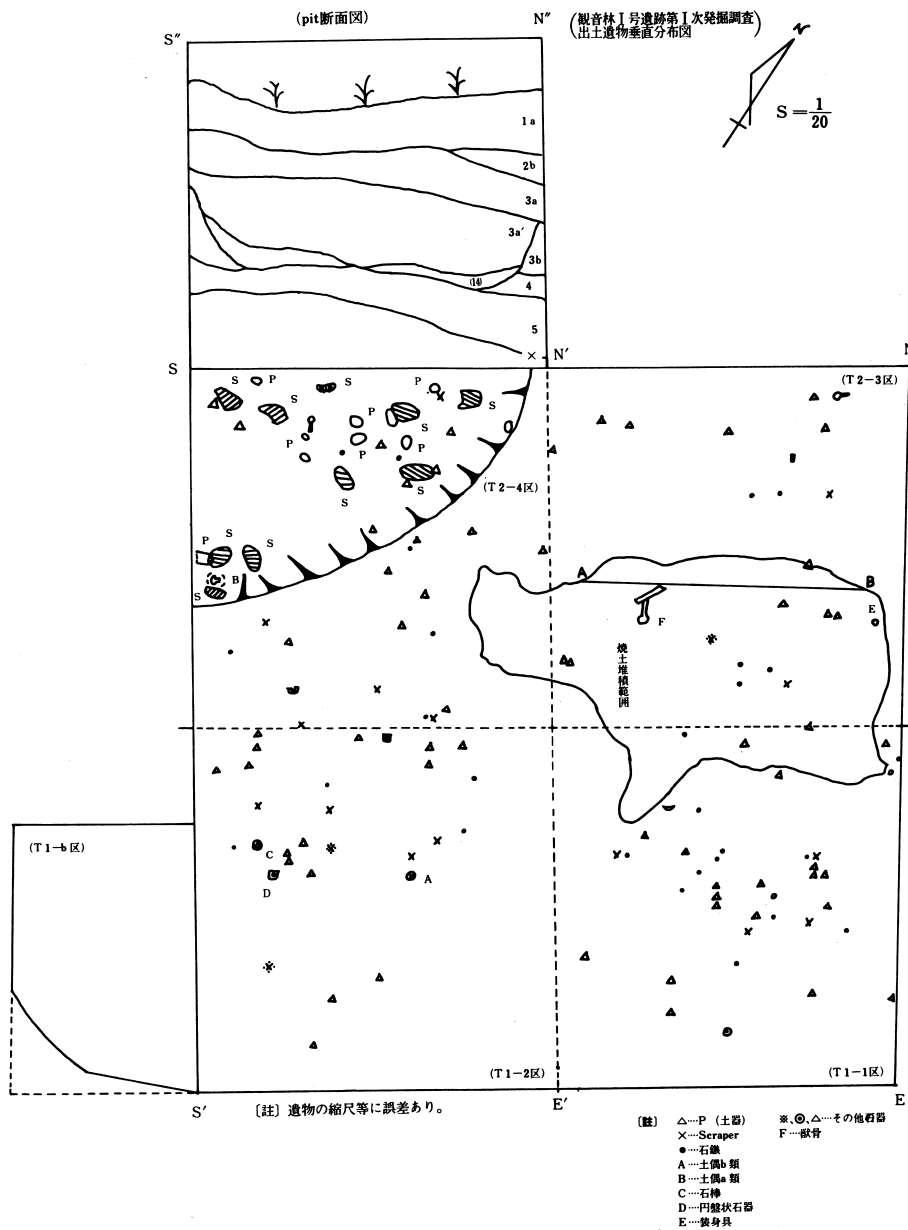 (pit断面図)
S″
N″
(観音林Ⅰ号遺跡第Ⅰ次発掘調査)
出土遺物垂直分布図
N
S=1/20
1a
2b
3a
3a′
3b
(14)
4
5
S
×
N′
N
(T2-3区)
S
P
S
P
S
S
S
P
S
P
P
S
S
(T2-4区)
P
S
S
B
S
A
B
E
F
焼土堆積範囲
(T1-b区)
C
D
A
(T1-2区)
(T1-1区)
S′
E′
E
〔註〕遺物の縮尺等に誤差あり。
〔註〕
△…P(土器)
×…Scraper
●…石鏃
A…土偶b類
B…土偶a類
C…石棒
D…円盤状石器
E…装身具
※、◎、△…その他石器
F…獣骨